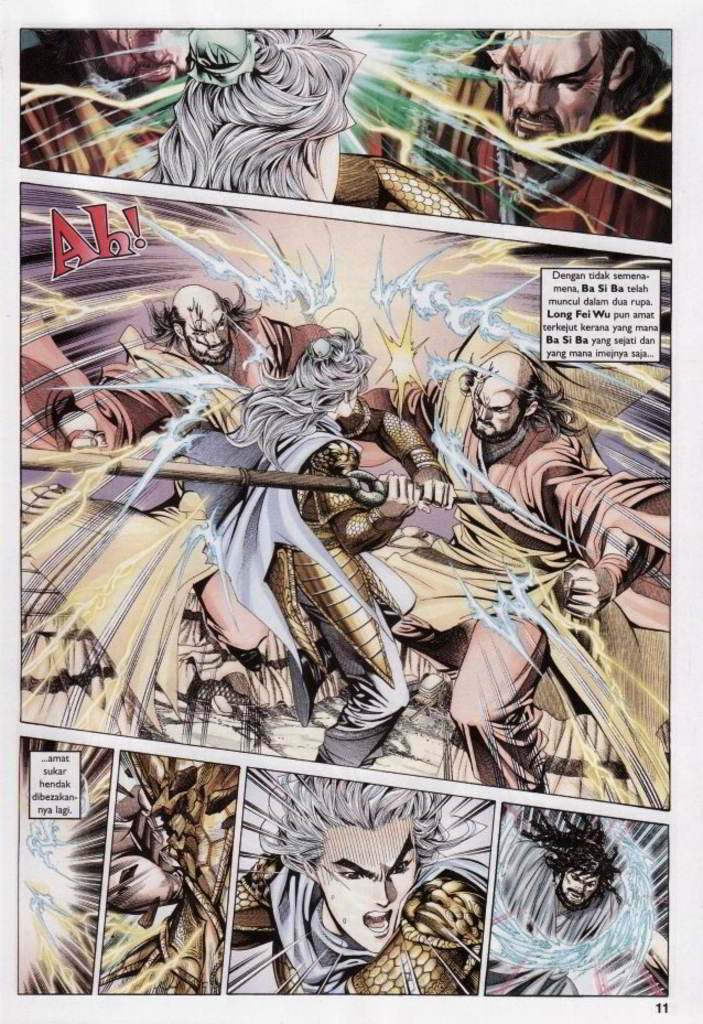 Ah!
Dengan tidak semena-
mena, Ba Si Ba telah
muncul dalam dua rupa.
Long Fei Wu pun amat
terkejut kerana yang mana
Ba Si Ba yang sejati dan
yang mana imejnya saja...
...amat
sukar
hendak
dibezakan-
nya lagi.
11